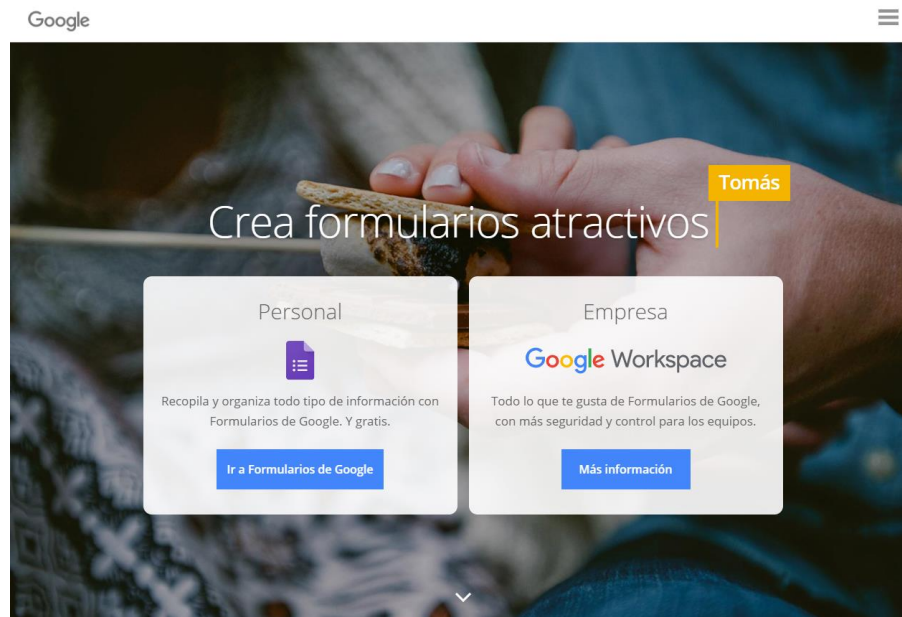 Google
Tomás
Crea formularios atractivos
Personal
Recopila y organiza todo tipo de información con
Formularios de Google. Y gratis.
Ir a Formularios de Google
Empresa
Google Workspace
Todo lo que te gusta de Formularios de Google,
con más seguridad y control para los equipos.
Más información